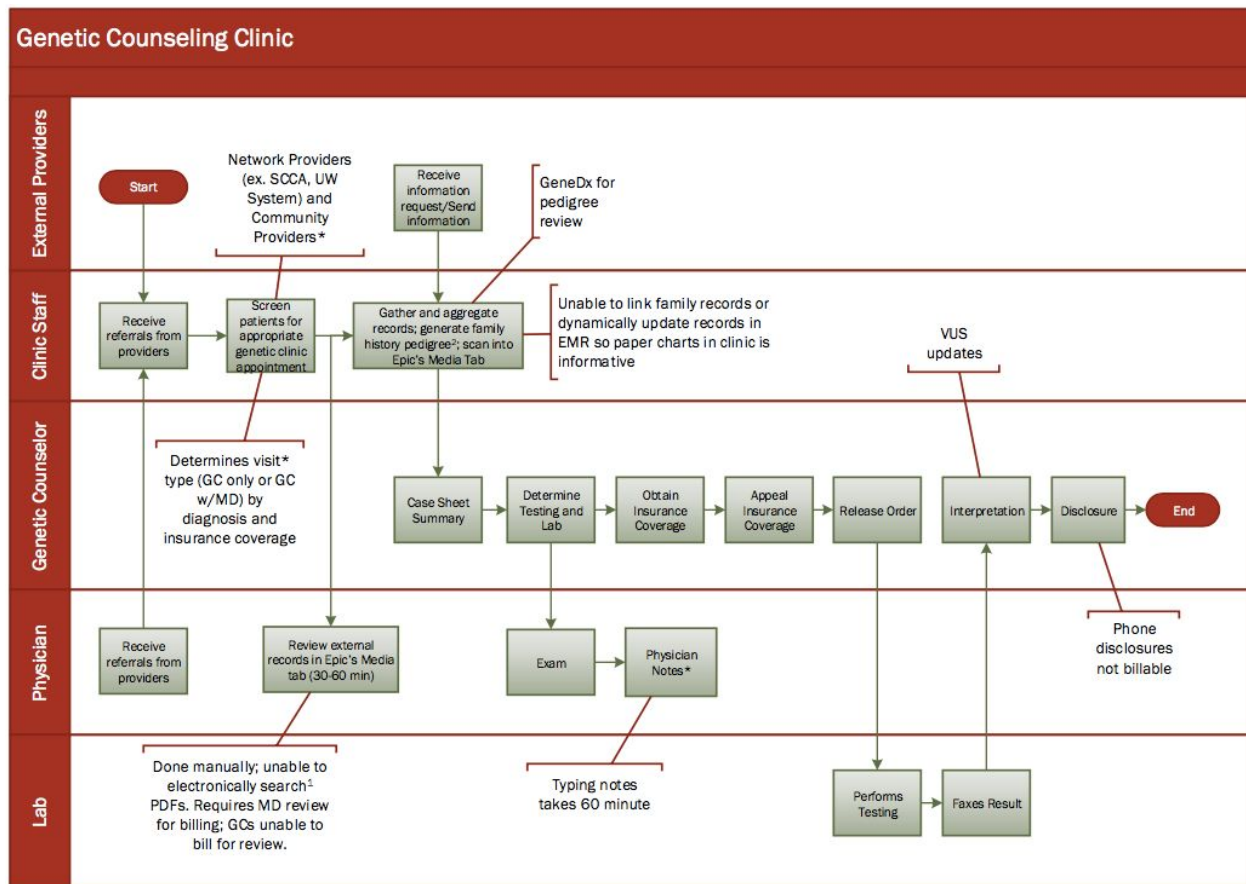 Genetic Counseling Clinic
External Providers
Start
Network Providers
(ex. SCCA, UW
System) and
Community
Providers*
Receive
information
request/Send
information
GeneDx for
pedigree
review
Clinic Staff
Receive
referrals from
providers
Screen
patients for
appropriate
genetic clinic
appointment
Gather and aggregate
records; generate family
history pedigree²; scan into
Epic's Media Tab
Unable to link family records or
dynamically update records in
EMR so paper charts in clinic is
informative
VUS
updates
Genetic Counselor
Determines visit*
type (GC only or GC
w/MD) by
diagnosis and
insurance coverage
Case Sheet
Summary
Determine
Testing and
Lab
Obtain
Insurance
Coverage
Appeal
Insurance
Coverage
Release Order
Interpretation
Disclosure
End
Physician
Receive
referrals from
providers
Review external
records in Epic's Media
tab (30-60 min)
Exam
Physician
Notes*
Phone
disclosures
not billable
Lab
Done manually; unable to
electronically search¹
PDFs. Requires MD review
for billing; GCs unable to
bill for review.
Typing notes
takes 60 minute
Performs
Testing
Faxes Result